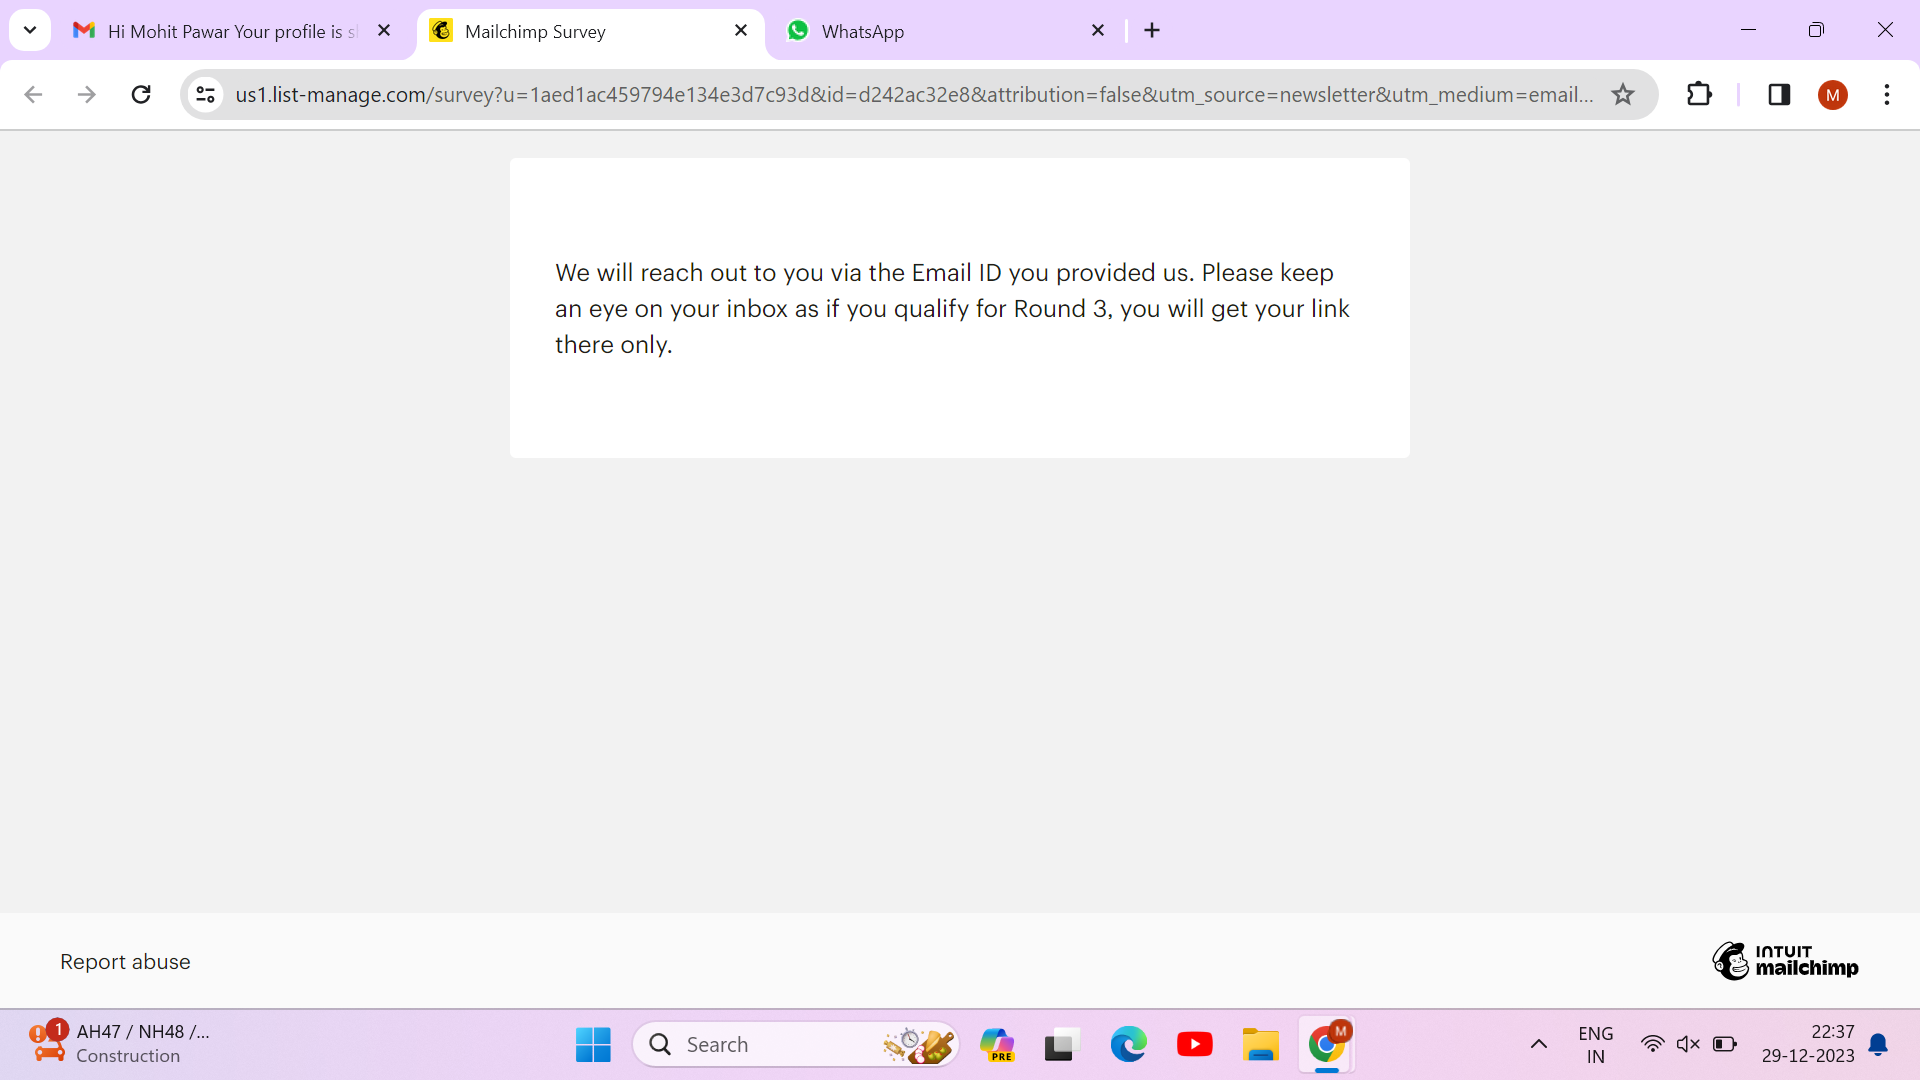 Hi Mohit Pawar Your profile is sl
Mailchimp Survey
WhatsApp
us1.list-manage.com/survey?u=1aed1ac459794e134e3d7c93d&id=d242ac32e8&attribution=false&utm_source=newsletter&utm_medium=email...
M
We will reach out to you via the Email ID you provided us. Please keep
an eye on your inbox as if you qualify for Round 3, you will get your link
there only.
Report abuse
INTUIT
mailchimp
1
AH47 / NH48 /...
Construction
Search
PRE
M
ENG
IN
22:37
29-12-2023